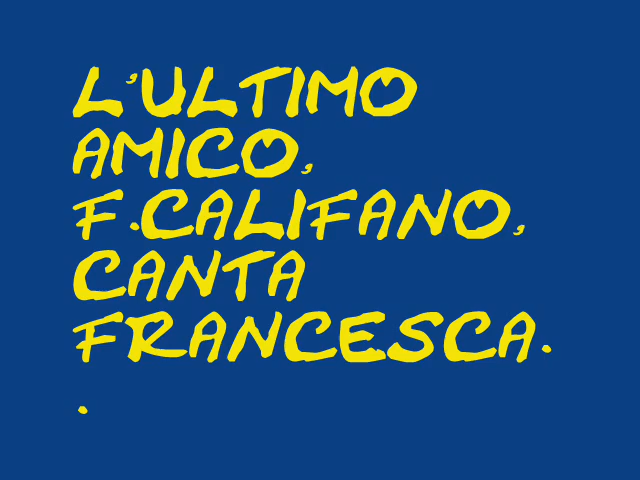 L'ULTIMO
AMICO,
F.CALIFANO,
CANTA
FRANCESCA.
.